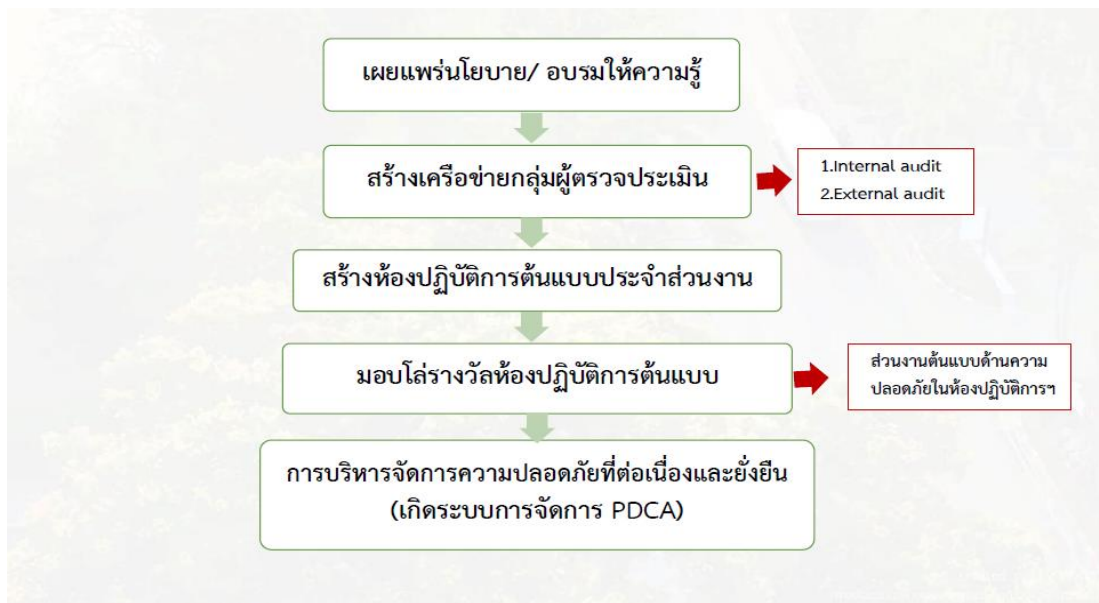 เผยแพร่นโยบาย/ อบรมให้ความรู้
สร้างเครือข่ายกลุ่มผู้ตรวจประเมิน
1.Internal audit
2.External audit
สร้างห้องปฏิบัติการต้นแบบประจำส่วนงาน
มอบโล่รางวัลห้องปฏิบัติการต้นแบบ
ส่วนงานต้นแบบด้านความ
ปลอดภัยในห้องปฏิบัติการฯ
การบริหารจัดการความปลอดภัยที่ต่อเนื่องและยั่งยืน
(เกิดระบบการจัดการ PDCA)